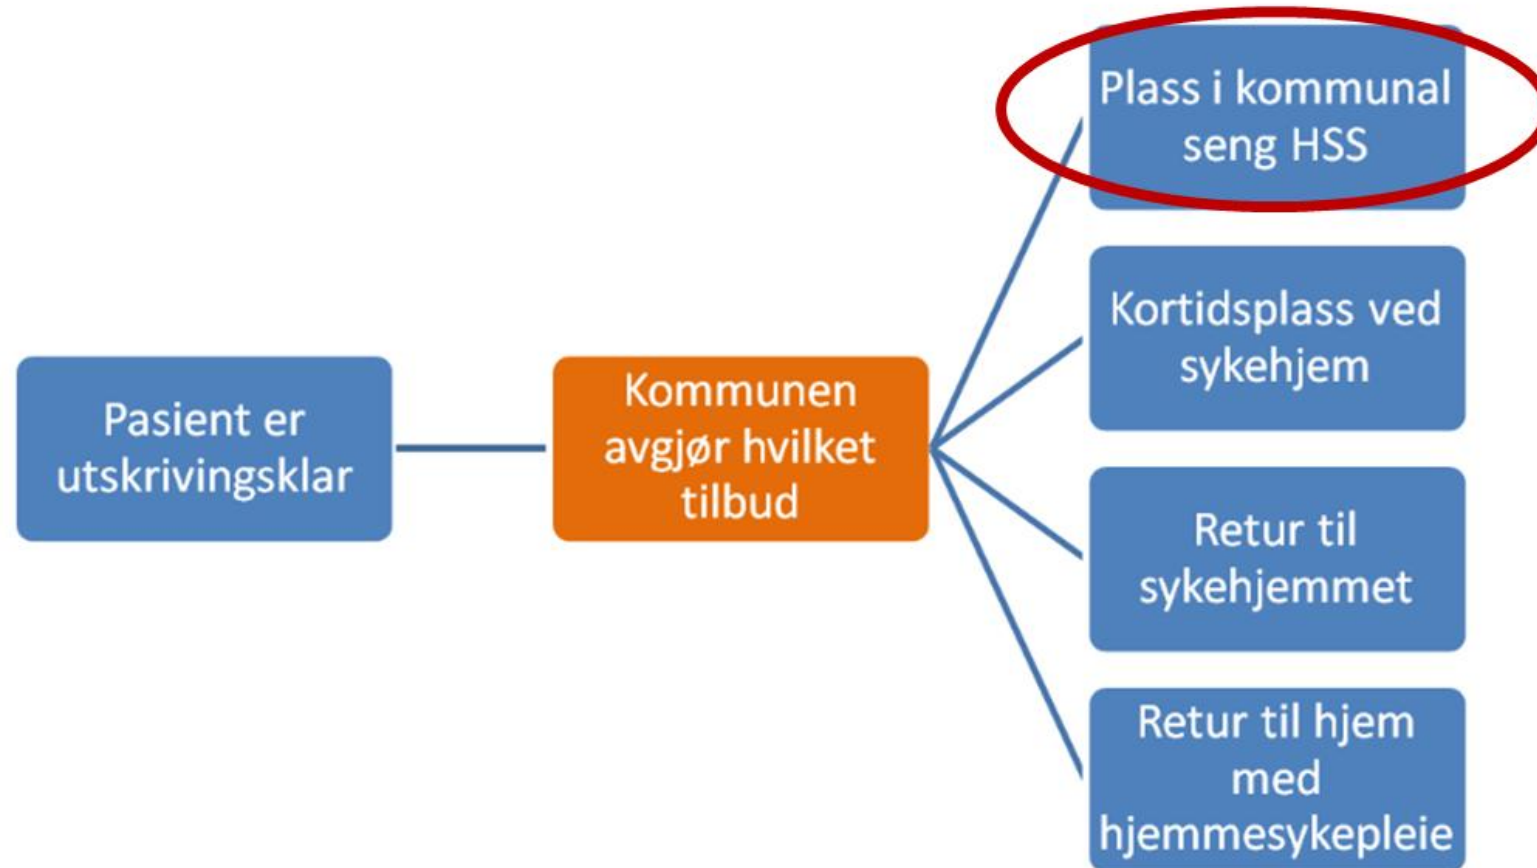 Plass i kommunal
seng HSS
Kortidsplass ved
sykehjem
Pasient er
utskrivingsklar
Kommunen
avgjør hvilket
tilbud
Retur til
sykehjemmet
Retur til hjem
med
hjemmesykepleie